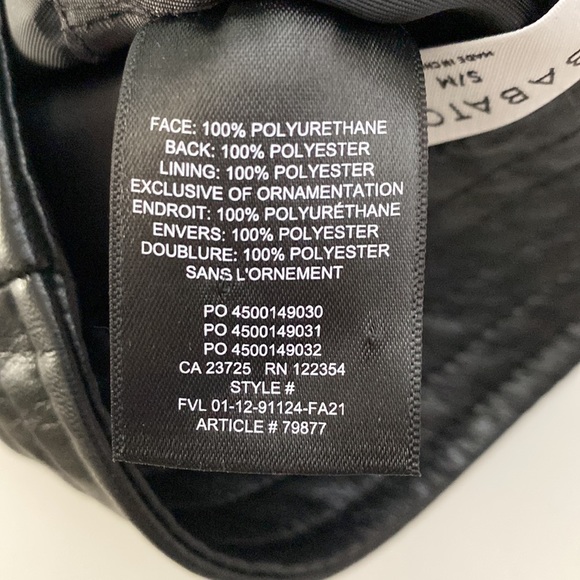 FACE: 100% POLYURETHANE
BACK: 100% POLYESTER
LINING: 100% POLYESTER
EXCLUSIVE OF ORNAMENTATION
ENDROIT: 100% POLYURÉTHANE
ENVERS: 100% POLYESTER
DOUBLURE: 100% POLYESTER
SANS L'ORNEMENT
PO 4500149030
PO 4500149031
PO 4500149032
CA 23725 RN 122354
STYLE #
FVL 01-12-91124-FA21
ARTICLE # 79877
S/M